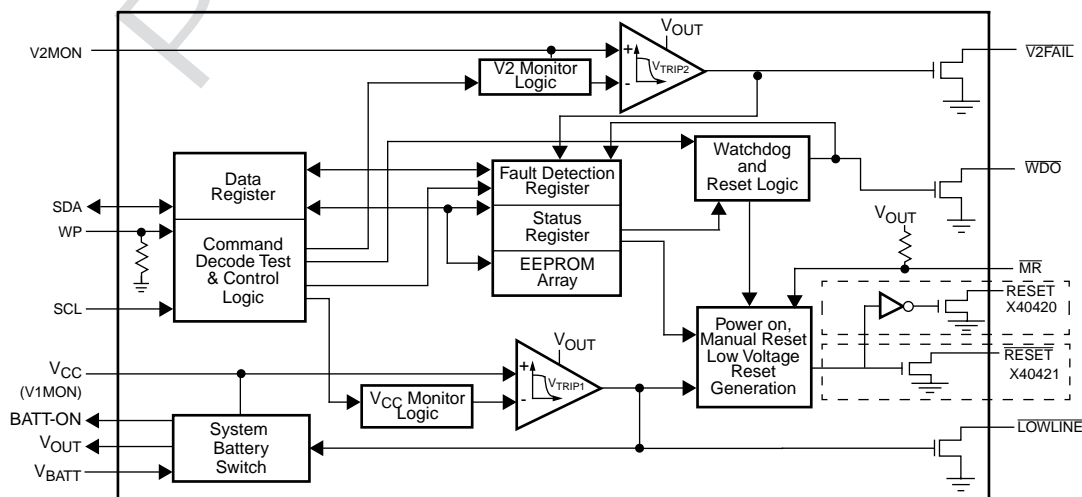 V2MON
V2 Monitor
Logic
+
-
VTRIP2
VOUT
V2FAIL
Data
Register
Command
Decode Test
& Control
Logic
SDA
WP
SCL
Fault Detection
Register
Status
Register
EEPROM
Array
Watchdog
and
Reset Logic
WDO
VOUT
MR
RESET
X40420
RESET
X40421
Power on,
Manual Reset
Low Voltage
Reset
Generation
VCC
(V1MON)
VCC Monitor
Logic
+
-
VTRIP1
VOUT
BATT-ON
VOUT
VBATT
System
Battery
Switch
LOWLINE